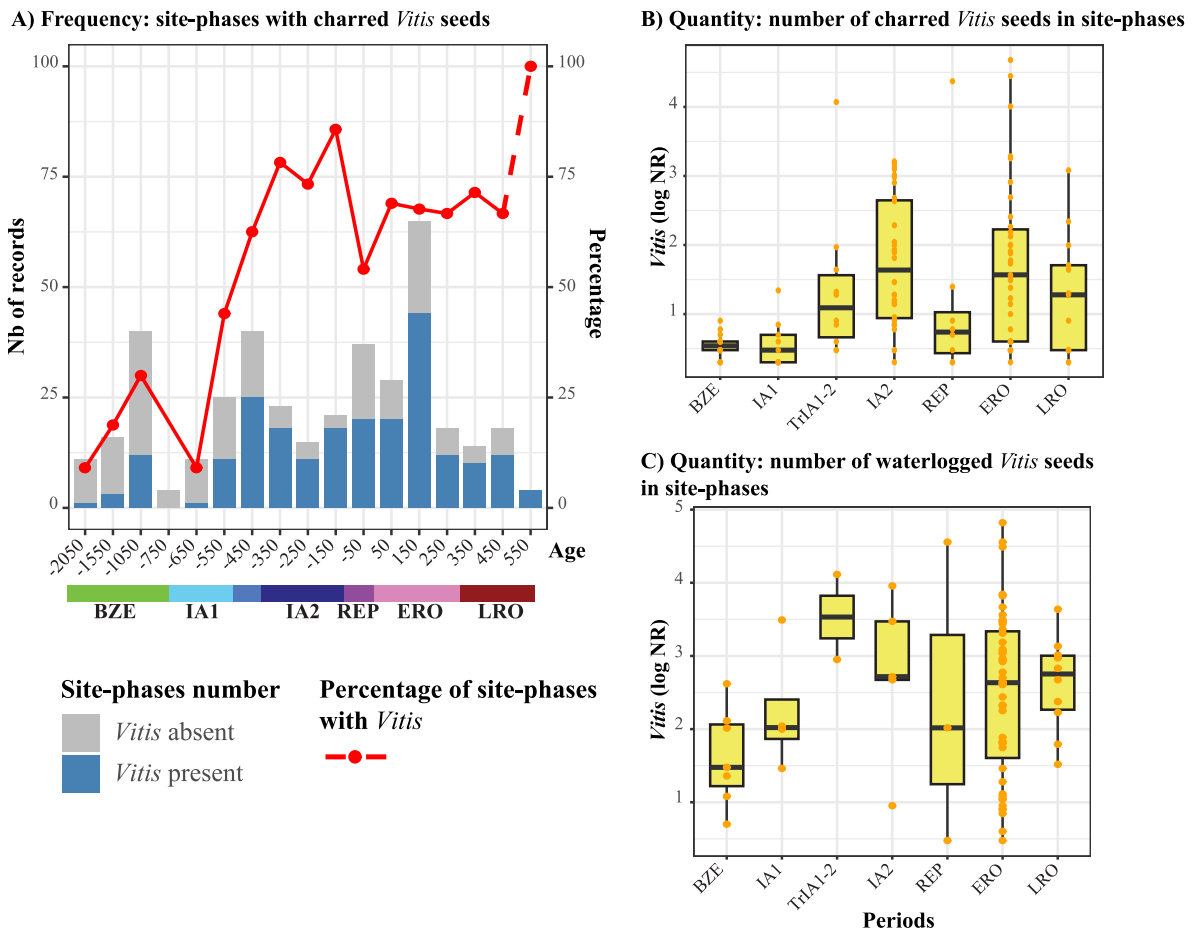 A) Frequency: site-phases with charred Vitis seeds
100
75
50
25
0
Nb of records
100
75
50
25
0
Percentage
-2050
-1550
-1050
-750
-650
-550
-450
-350
-250
-150
-50
50
150
250
350
450
550
Age
BZE
IA1
IA2
REP
ERO
LRO
Site-phases number
Vitis absent
Vitis present
Percentage of site-phases
with Vitis
B) Quantity: number of charred Vitis seeds in site-phases
Vitis (log NR)
4
3
2
1
BZE
IA1
TrIA1-2
IA2
REP
ERO
LRO
C) Quantity: number of waterlogged Vitis seeds
in site-phases
Vitis (log NR)
5
4
3
2
1
BZE
IA1
TrIA1-2
IA2
REP
ERO
LRO
Periods